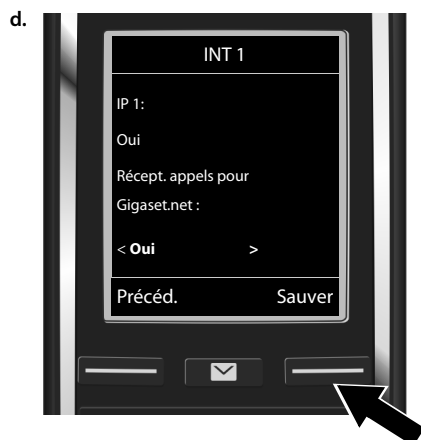 d.
INT 1
IP 1:
Oui
Récept. appels pour
Gigaset.net :
< Oui >
Précéd. Sauver